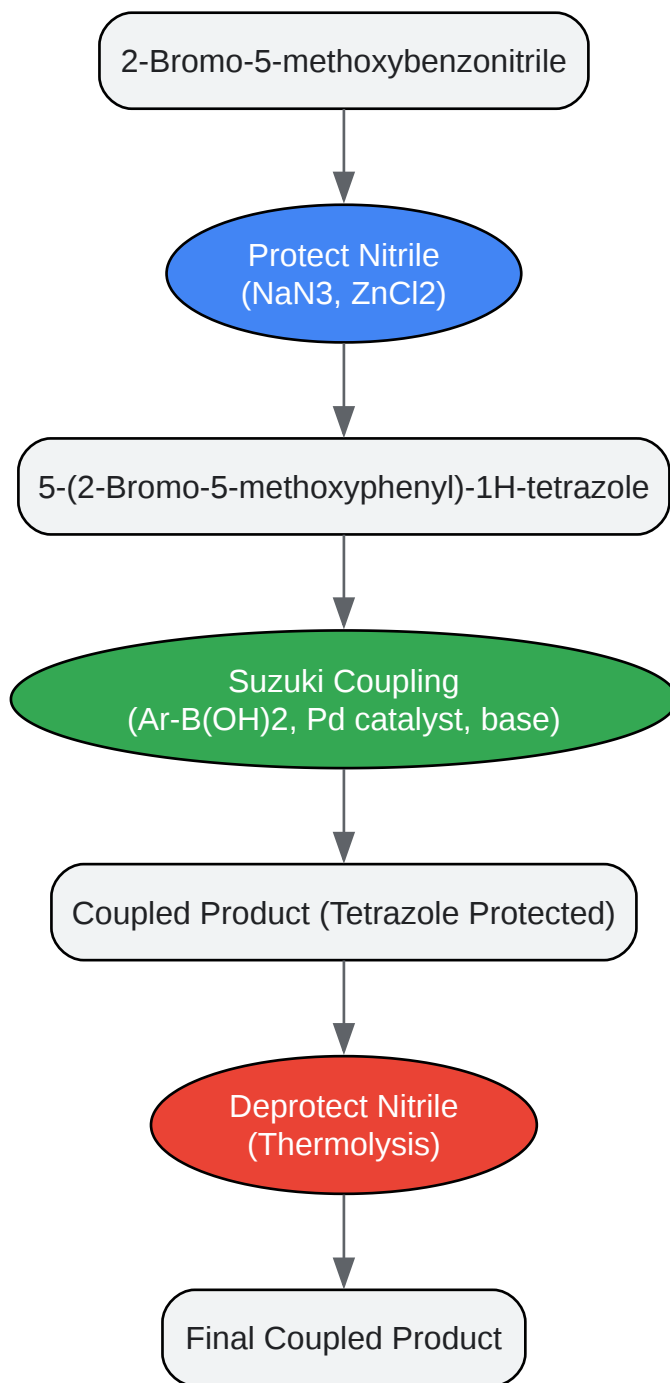 2-Bromo-5-methoxybenzonitrile
Protect Nitrile
(NaN3, ZnCl2)
5-(2-Bromo-5-methoxyphenyl)-1H-tetrazole
Suzuki Coupling
(Ar-B(OH)2, Pd catalyst, base)
Coupled Product (Tetrazole Protected)
Deprotect Nitrile
(Thermolysis)
Final Coupled Product